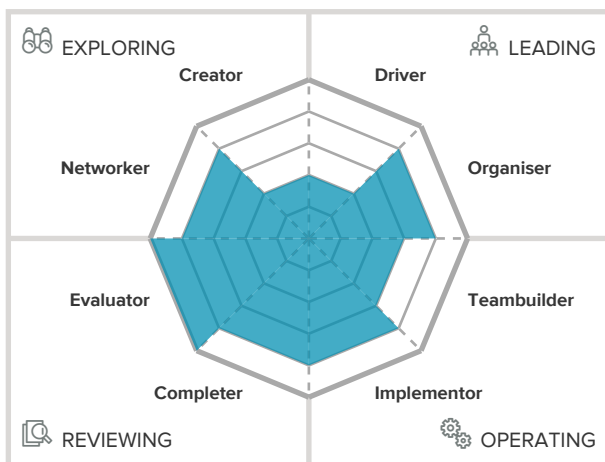 EXPLORING
LEADING
Creator
Driver
Networker
Organiser
Evaluator
Teambuilder
Completer
Implementor
REVIEWING
OPERATING